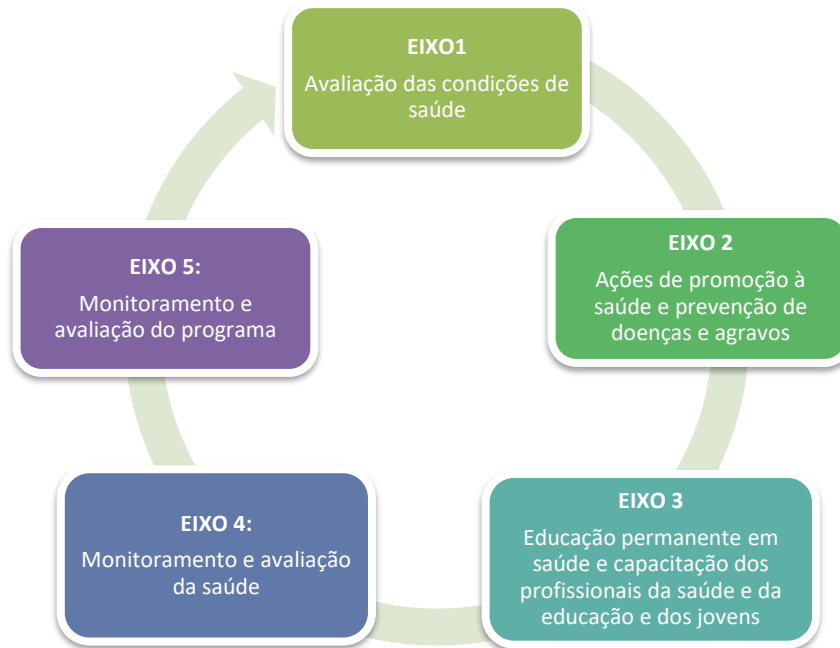 EIXO1
Avaliação das condições de
saúde
EIXO 2
Ações de promoção à
saúde e prevenção de
doenças e agravos
EIXO 3
Educação permanente em
saúde e capacitação dos
profissionais da saúde e da
educação e dos jovens
EIXO 4:
Monitoramento e avaliação
da saúde
EIXO 5:
Monitoramento e
avaliação do programa